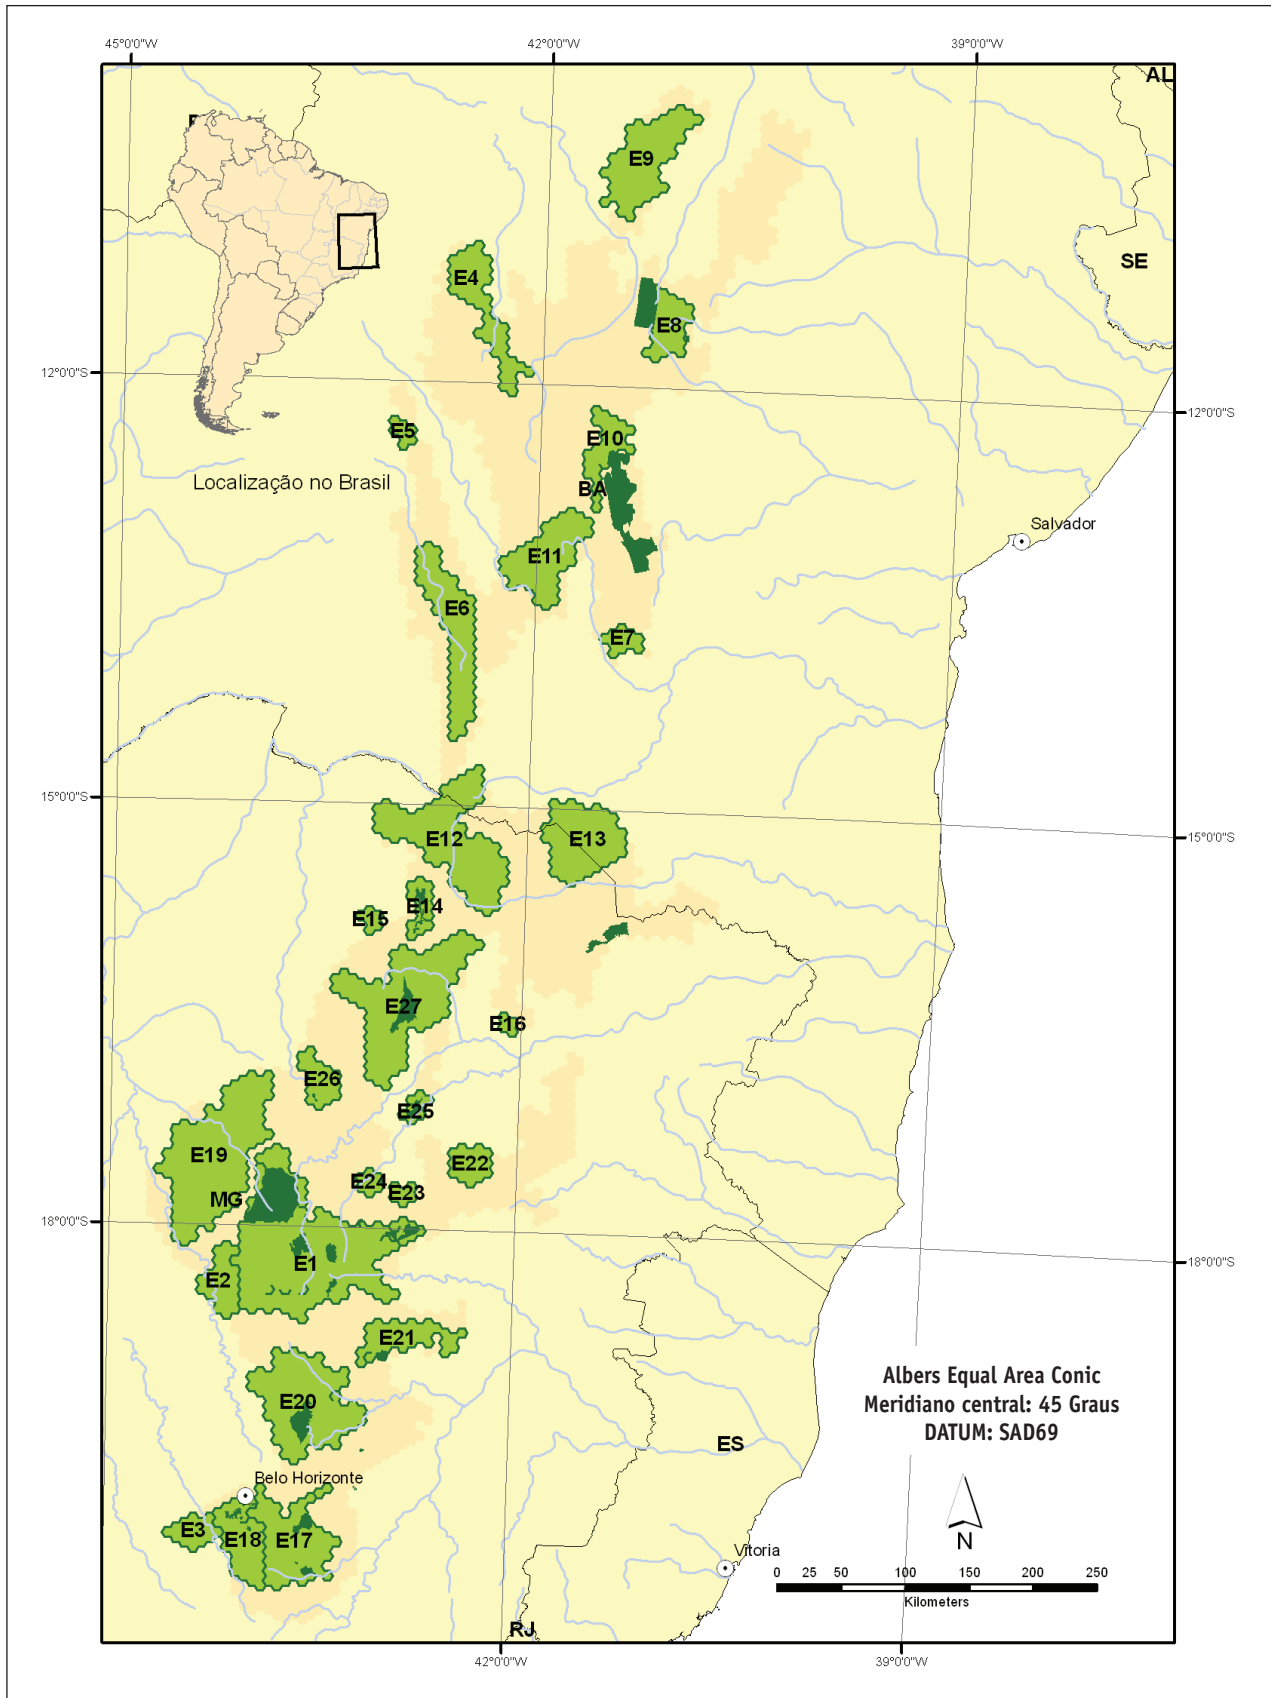 45°0'0"W
42°0'0"W
39°0'0"W
AL
E9
SE
E4
E8
12°0'0"S
12°0'0"S
E5
E10
Localização no Brasil
BA
Salvador
E11
E6
E7
15°0'0"S
15°0'0"S
E12
E13
E14
E15
E27
E16
E26
E25
E19
E22
E24
E23
MG
18°0'0"S
18°0'0"S
E1
E2
E21
Albers Equal Area Conic
Meridiano central: 45 Graus
DATUM: SAD69
E20
ES
Belo Horizonte
N
E3
E18
E17
Vitoria
0 25 50 100 150 200 250
Kilometers
RJ
42°0'0"W
39°0'0"W